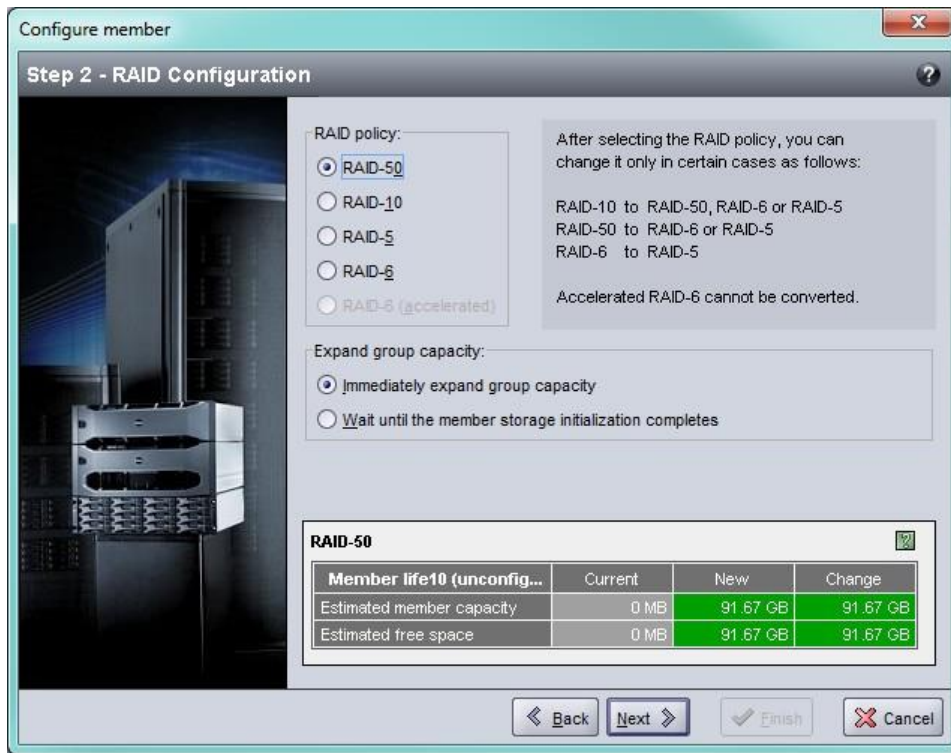 Configure member
Step 2 - RAID Configuration
?
RAID policy:
RAID-50
RAID-10
RAID-5
RAID-6
RAID-6 (accelerated)
After selecting the RAID policy, you can
change it only in certain cases as follows:
RAID-10 to RAID-50, RAID-6 or RAID-5
RAID-50 to RAID-6 or RAID-5
RAID-6 to RAID-5
Accelerated RAID-6 cannot be converted.
Expand group capacity:
Immediately expand group capacity
Wait until the member storage initialization completes
RAID-50
?
Member life10 (unconfig... Current New Change
Estimated member capacity 0 MB 91.67 GB 91.67 GB
Estimated free space 0 MB 91.67 GB 91.67 GB
Back Next Finish Cancel